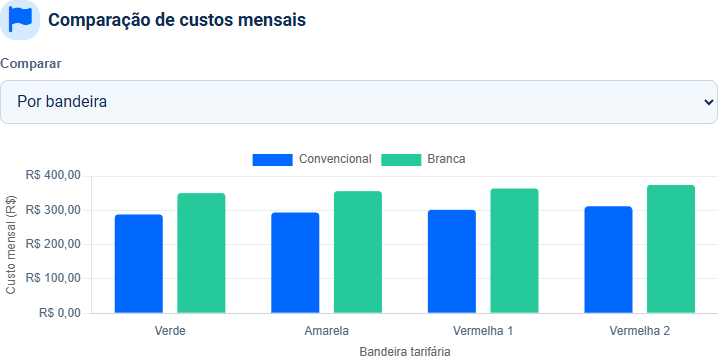 Comparação de custos mensais
Comparar
Por bandeira
Convencional Branca
R$ 400,00
R$ 300,00
R$ 200,00
R$ 100,00
R$ 0,00
Custo mensal (R$)
Verde Amarela Vermelha 1 Vermelha 2
Bandeira tarifária